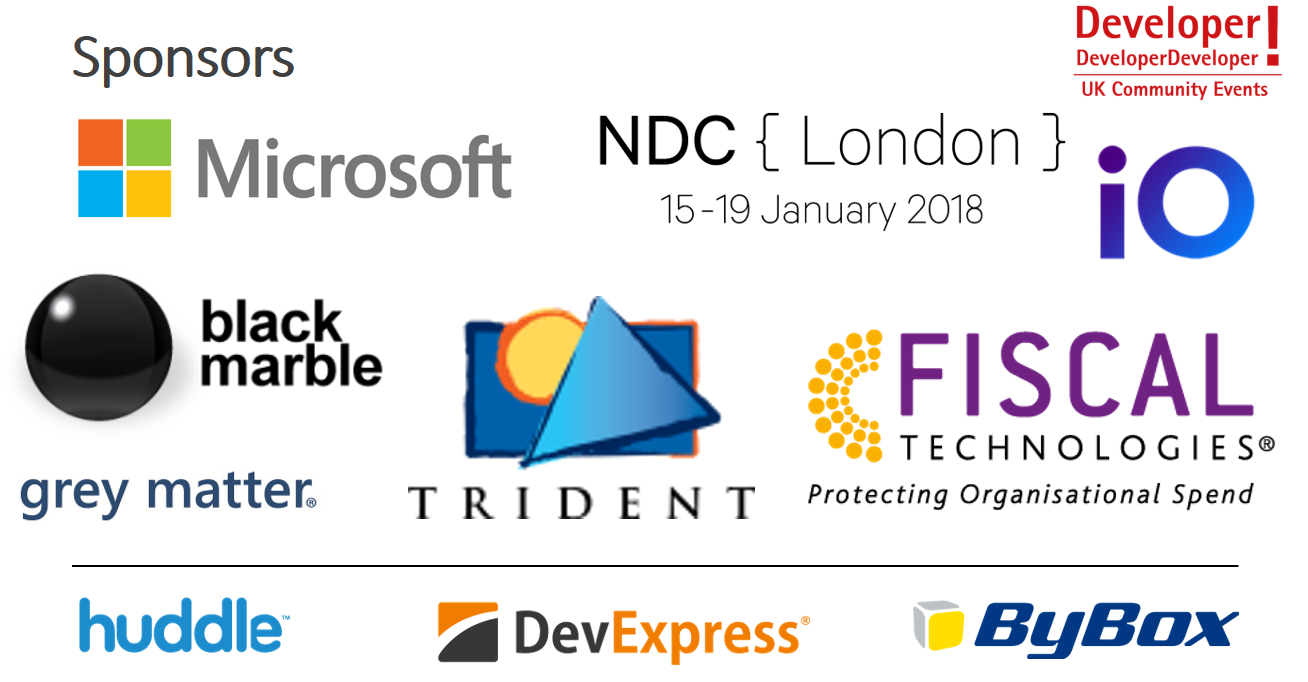 Sponsors
Developer!
DeveloperDeveloper
UK Community Events
Microsoft
NDC { London }
15-19 January 2018
iO
black
marble
TRIDENT
FISCAL
TECHNOLOGIES®
Protecting Organisational Spend
grey matter®
huddle™
DevExpress®
ByBox